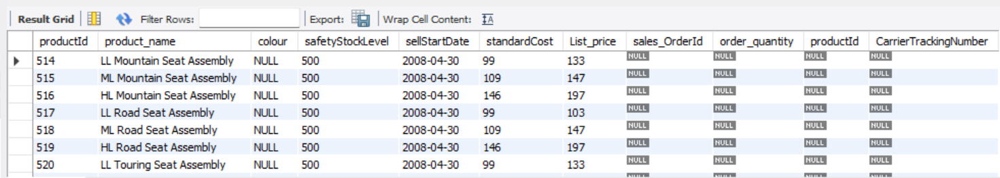 Result Grid Filter Rows: Export: Wrap Cell Content:
productId product_name colour safetyStockLevel sellStartDate standardCost List_price sales_OrderId order_quantity productId CarrierTrackingNumber
514 LL Mountain Seat Assembly NULL 500 2008-04-30 99 133 NULL NULL NULL NULL
515 ML Mountain Seat Assembly NULL 500 2008-04-30 109 147 NULL NULL NULL NULL
516 HL Mountain Seat Assembly NULL 500 2008-04-30 146 197 NULL NULL NULL NULL
517 LL Road Seat Assembly NULL 500 2008-04-30 99 103 NULL NULL NULL NULL
518 ML Road Seat Assembly NULL 500 2008-04-30 109 147 NULL NULL NULL NULL
519 HL Road Seat Assembly NULL 500 2008-04-30 146 197 NULL NULL NULL NULL
520 LL Touring Seat Assembly NULL 500 2008-04-30 99 133 NULL NULL NULL NULL